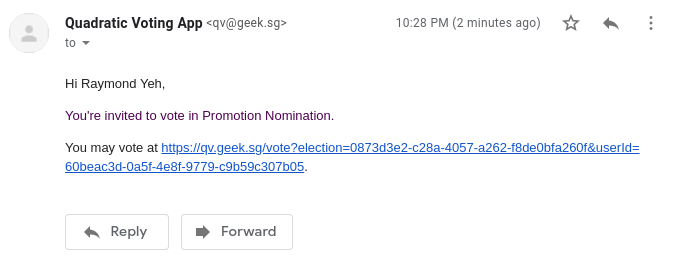 Quadratic Voting App <qv@geek.sg> 10:28 PM (2 minutes ago)
to
Hi Raymond Yeh,
You're invited to vote in Promotion Nomination.
You may vote at https://qv.geek.sg/vote?election=0873d3e2-c28a-4057-a262-f8de0bfa260f&userId=
60beac3d-0a5f-4e8f-9779-c9b59c307b05.
Reply Forward